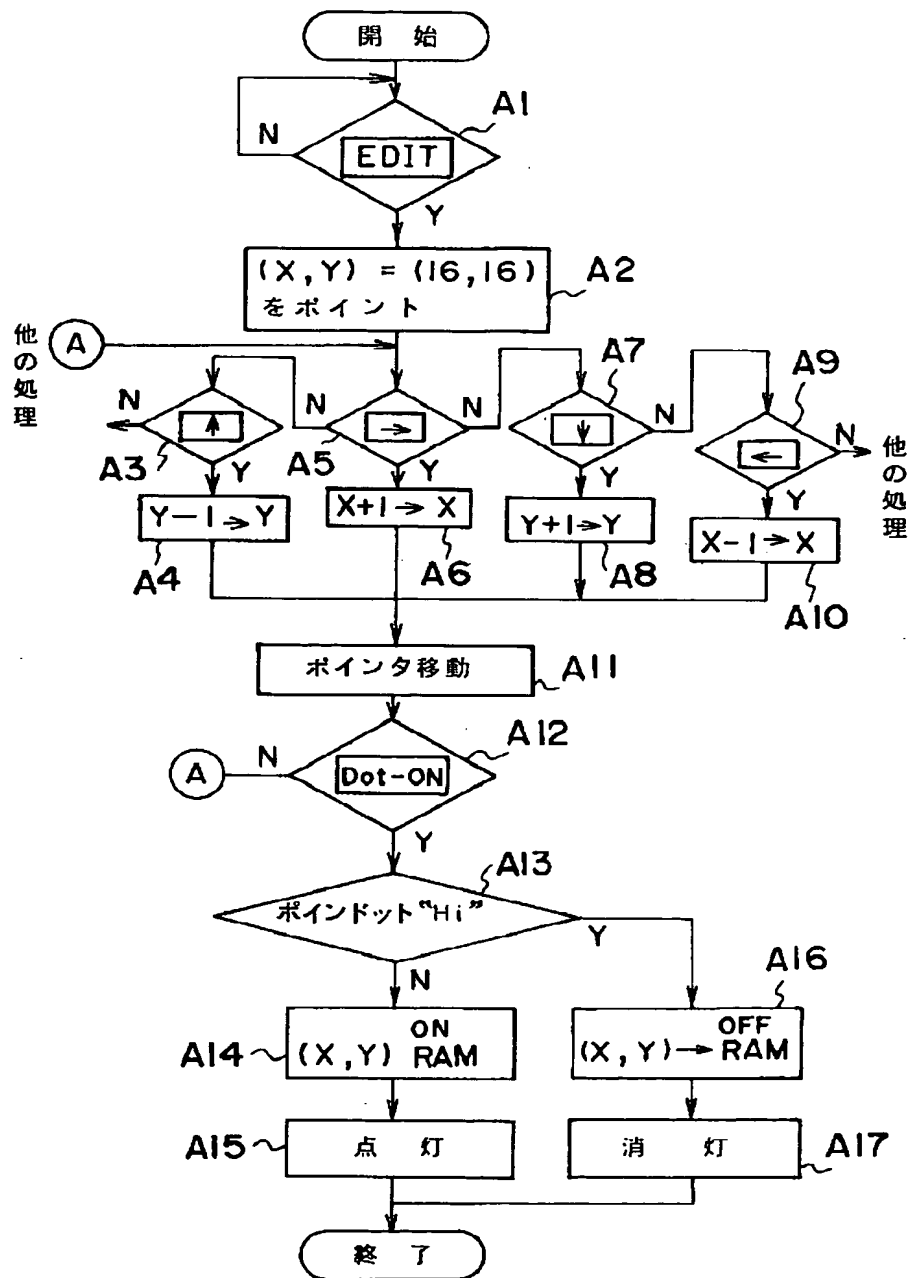 開始
A1
N
EDIT
Y
(X,Y) = (16,16)
をポイント
A2
他の処理
A
N
↑
A3
Y
Y-1→Y
A4
N
→
N
A5
Y
X+1→X
A6
A7
↓
N
Y
Y+1→Y
A8
A9
←
N
他の処理
Y
X-1→X
A10
ポインタ移動
A11
A12
A
N
Dot-ON
Y
A13
ポインドット"Hi"
Y
N
A14
ON
(X,Y) RAM
A16
OFF
(X,Y)→RAM
A15
点灯
消灯
A17
終了